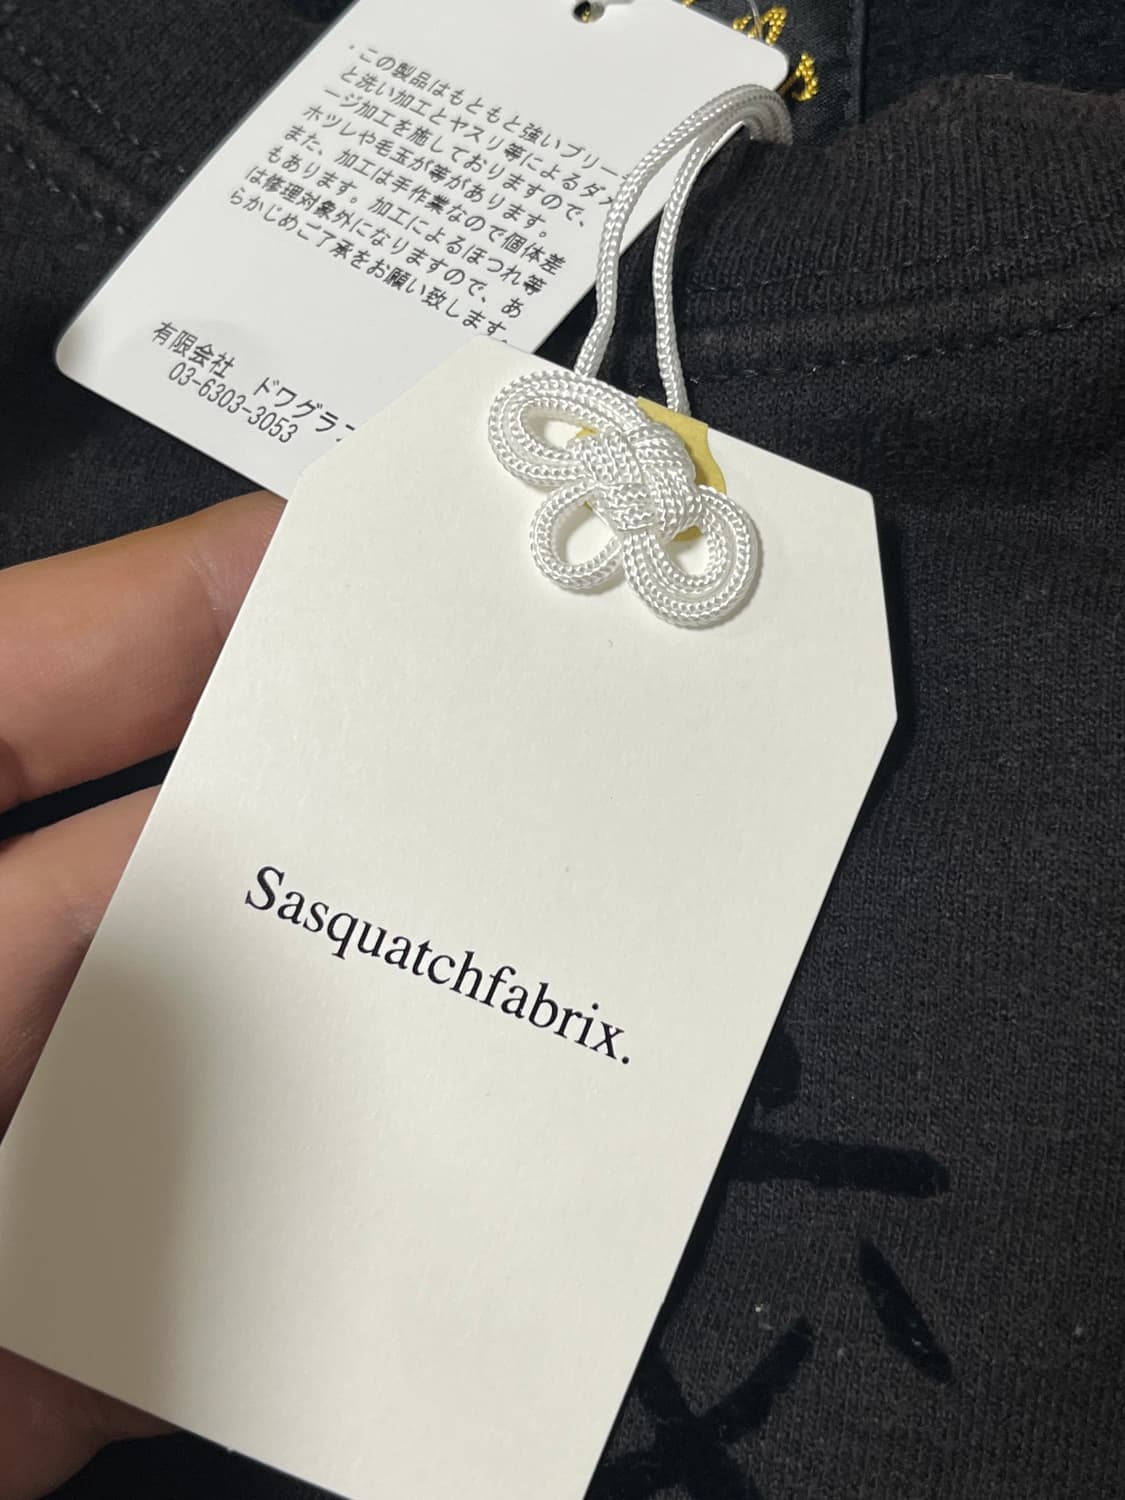 ・この製品はもともと強いブリー
と洗い加工とヤスリ等によるダメ
ージ加工を施しておりますので、
ホツレや毛玉が等があります。
また、加工は手作業なので個体差
もあります。加工によるほつれ等
は修理対象外になりますので、あ
らかじめご了承をお願い致します。
有限会社 ドワグラフ
03-6303-3053
Sasquatchfabrix.